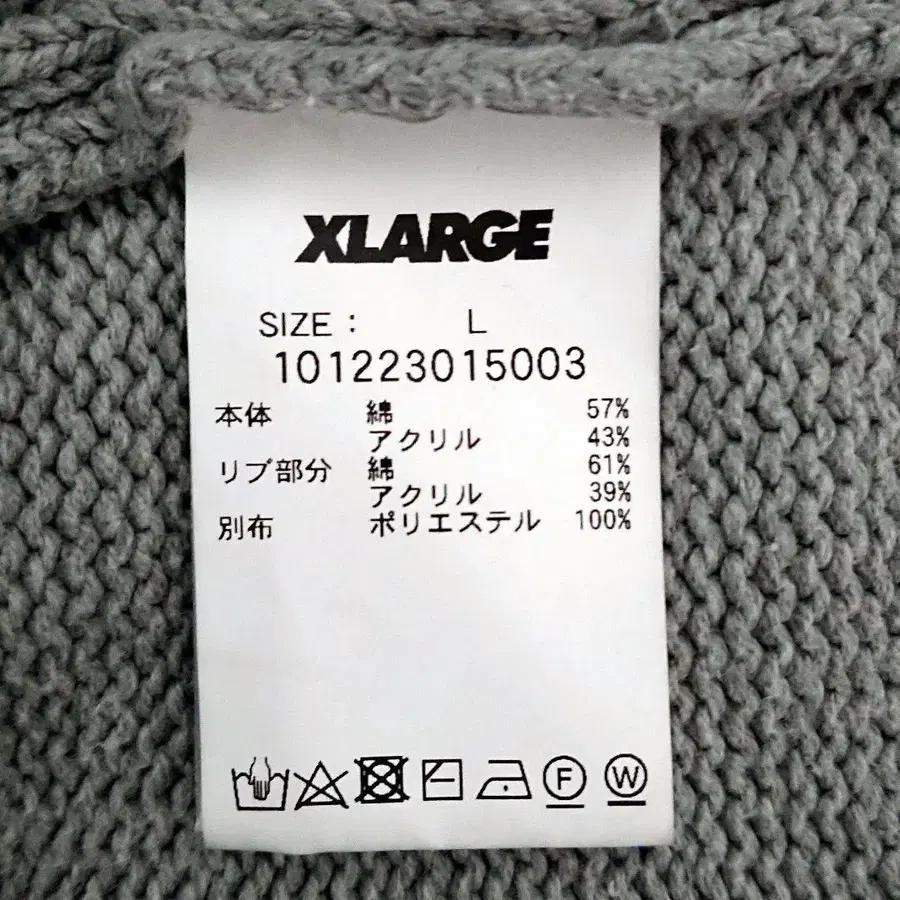 XLARGE
SIZE : L
101223015003
本体 綿 57%
アクリル 43%
リブ部分 綿 61%
アクリル 39%
別布 ポリエステル 100%
F W